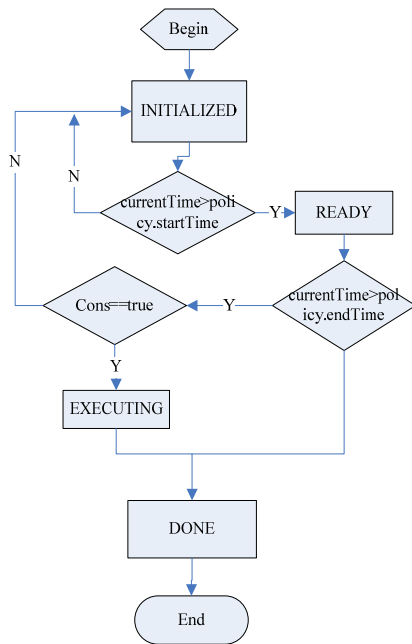 Begin
INITIALIZED
N
N
currentTime>poli
cy.startTime
Y
READY
Cons==true
Y
currentTime>pol
icy.endTime
Y
EXECUTING
DONE
End